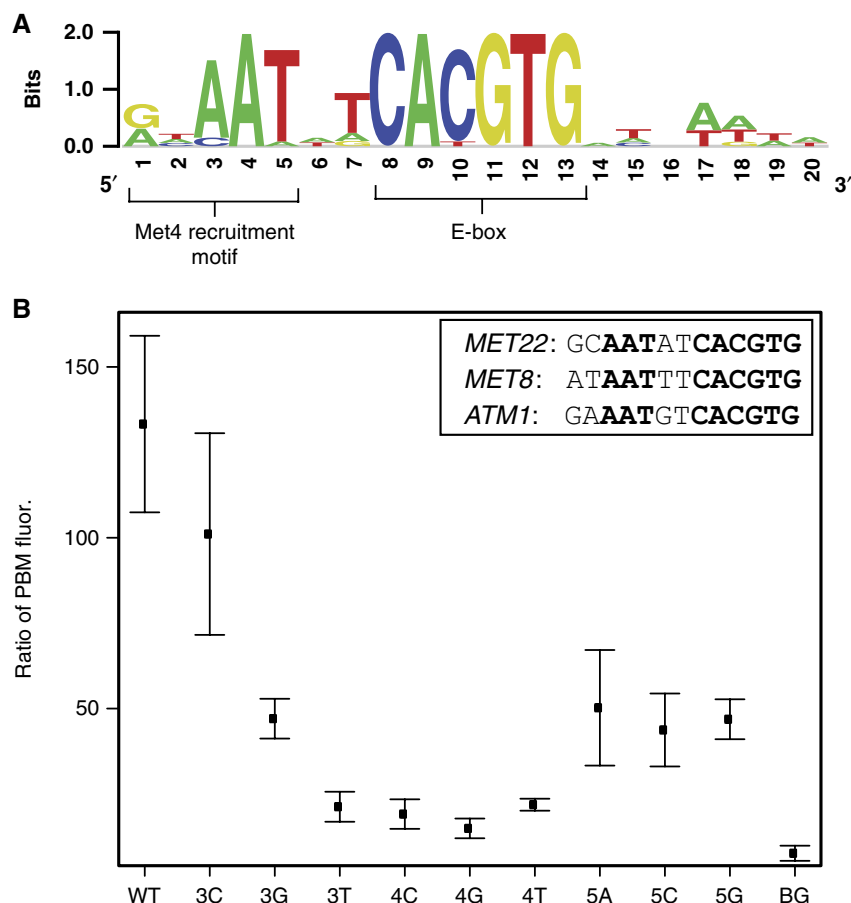 A
Bits
2.0
1.0
0.0
1 2 3 4 5 6 7 8 9 10 11 12 13 14 15 16 17 18 19 20
5′ 3′
Met4 recruitment
motif
E-box
B
MET22: GCAATATCACGTG
MET8: ATAATTTCACGTG
ATM1: GAAATGTCACGTG
Ratio of PBM fluor.
150
100
50
WT 3C 3G 3T 4C 4G 4T 5A 5C 5G BG